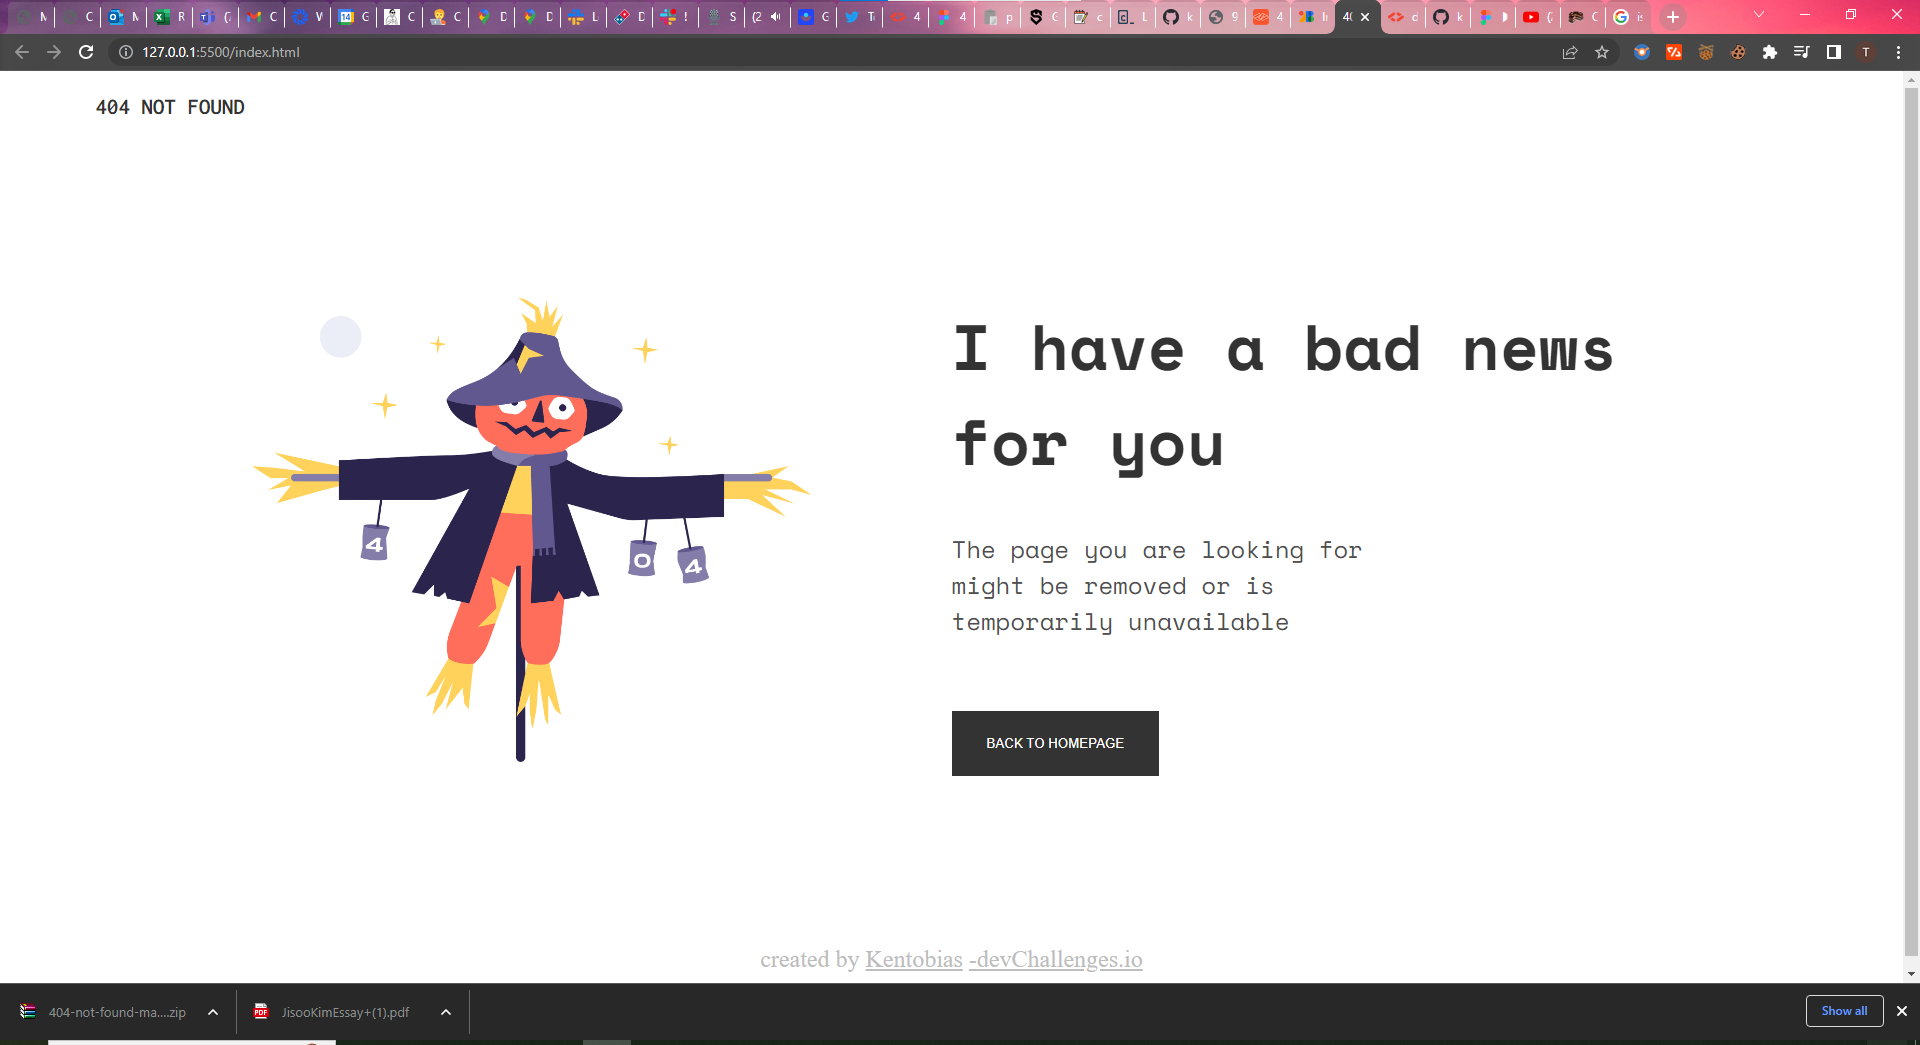 127.0.0.1:5500/index.html
404 NOT FOUND
I have a bad news
for you
4
0
4
The page you are looking for
might be removed or is
temporarily unavailable
BACK TO HOMEPAGE
created by Kentobias -devChallenges.io
404-not-found-ma....zip
JisooKimEssay+(1).pdf
Show all